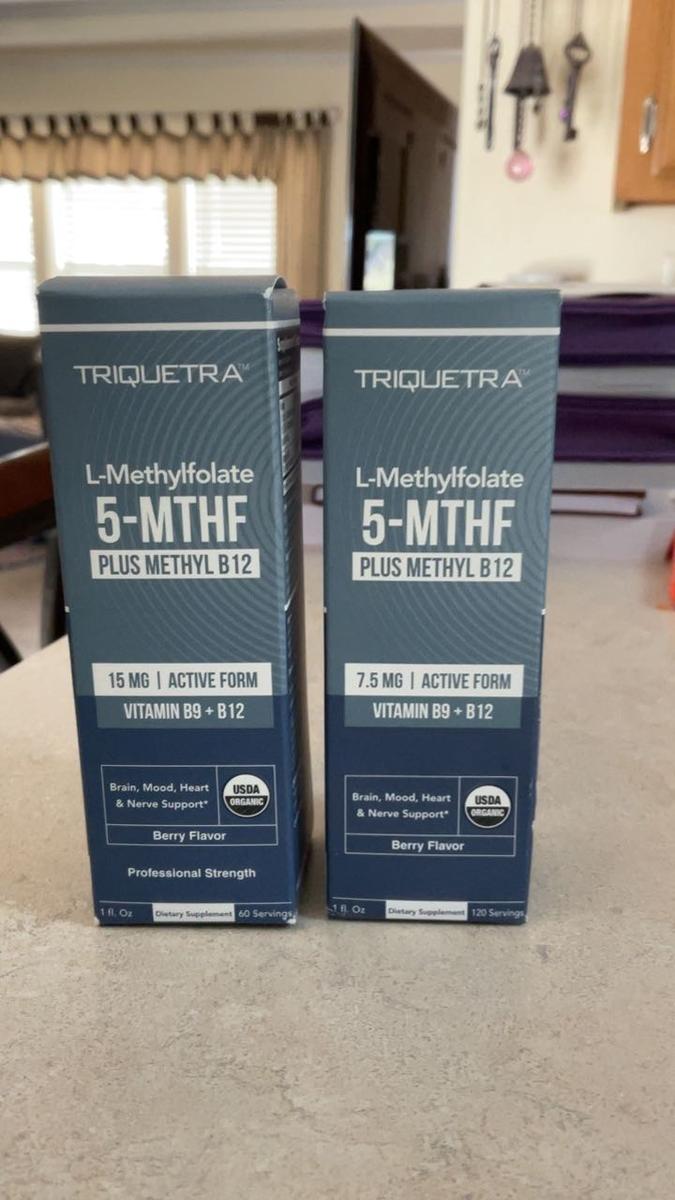 TRIQUETRA™
L-Methylfolate
5-MTHF
PLUS METHYL B12
15 MG | ACTIVE FORM
VITAMIN B9 + B12
Brain, Mood, Heart
& Nerve Support*
USDA
ORGANIC
Berry Flavor
Professional Strength
1 fl. Oz
Dietary Supplement
60 Servings
TRIQUETRA™
L-Methylfolate
5-MTHF
PLUS METHYL B12
7.5 MG | ACTIVE FORM
VITAMIN B9 + B12
Brain, Mood, Heart
& Nerve Support*
USDA
ORGANIC
Berry Flavor
1 fl. Oz
Dietary Supplement
120 Servings